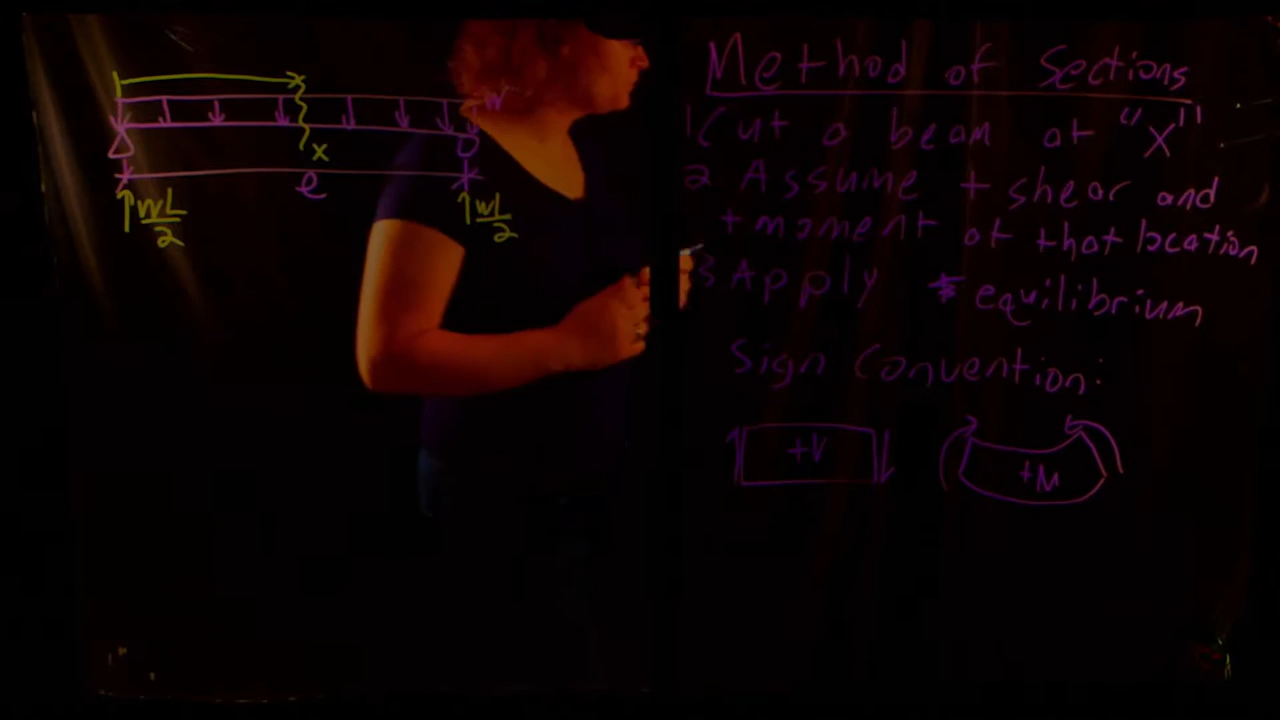 w
x
l
wL/2
wL/2
Method of Sections
1 Cut a beam at "X"
2 Assume + shear and
+ moment at that location
3 Apply equilibrium
Sign Convention:
+V
+M